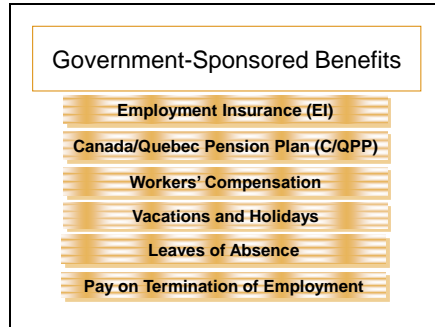 Government-Sponsored Benefits
Employment Insurance (EI)
Canada/Quebec Pension Plan (C/QPP)
Workers' Compensation
Vacations and Holidays
Leaves of Absence
Pay on Termination of Employment